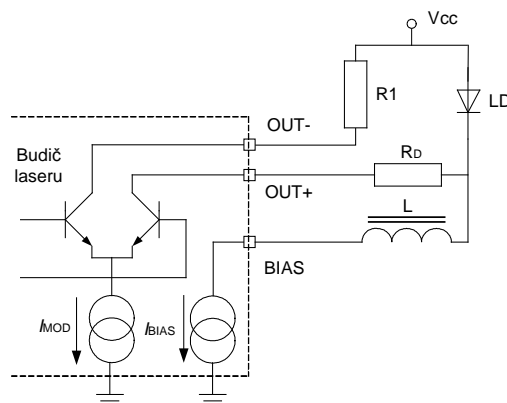 Vcc
R1
LD
OUT-
Budič
laseru
RD
OUT+
L
BIAS
IMOD
IBIAS